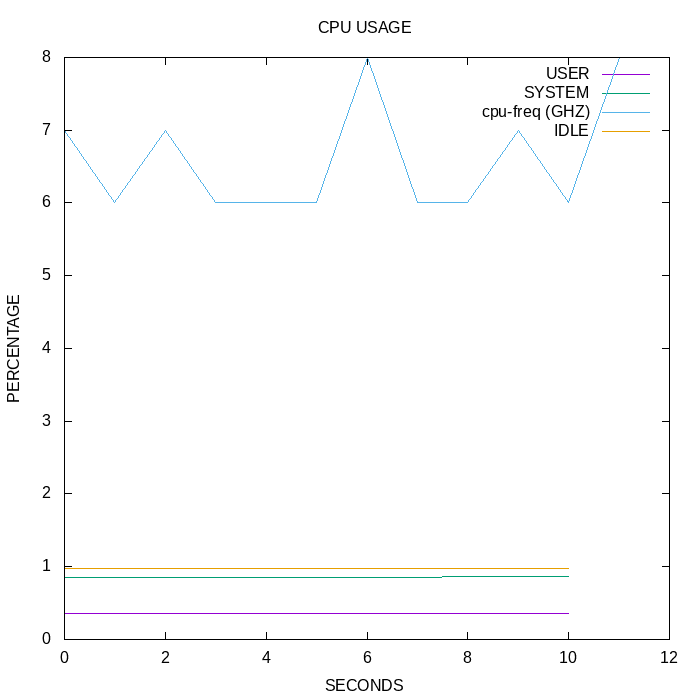 CPU USAGE
USER
SYSTEM
cpu-freq (GHZ)
IDLE
8
7
6
5
4
3
2
1
0
PERCENTAGE
0 2 4 6 8 10 12
SECONDS